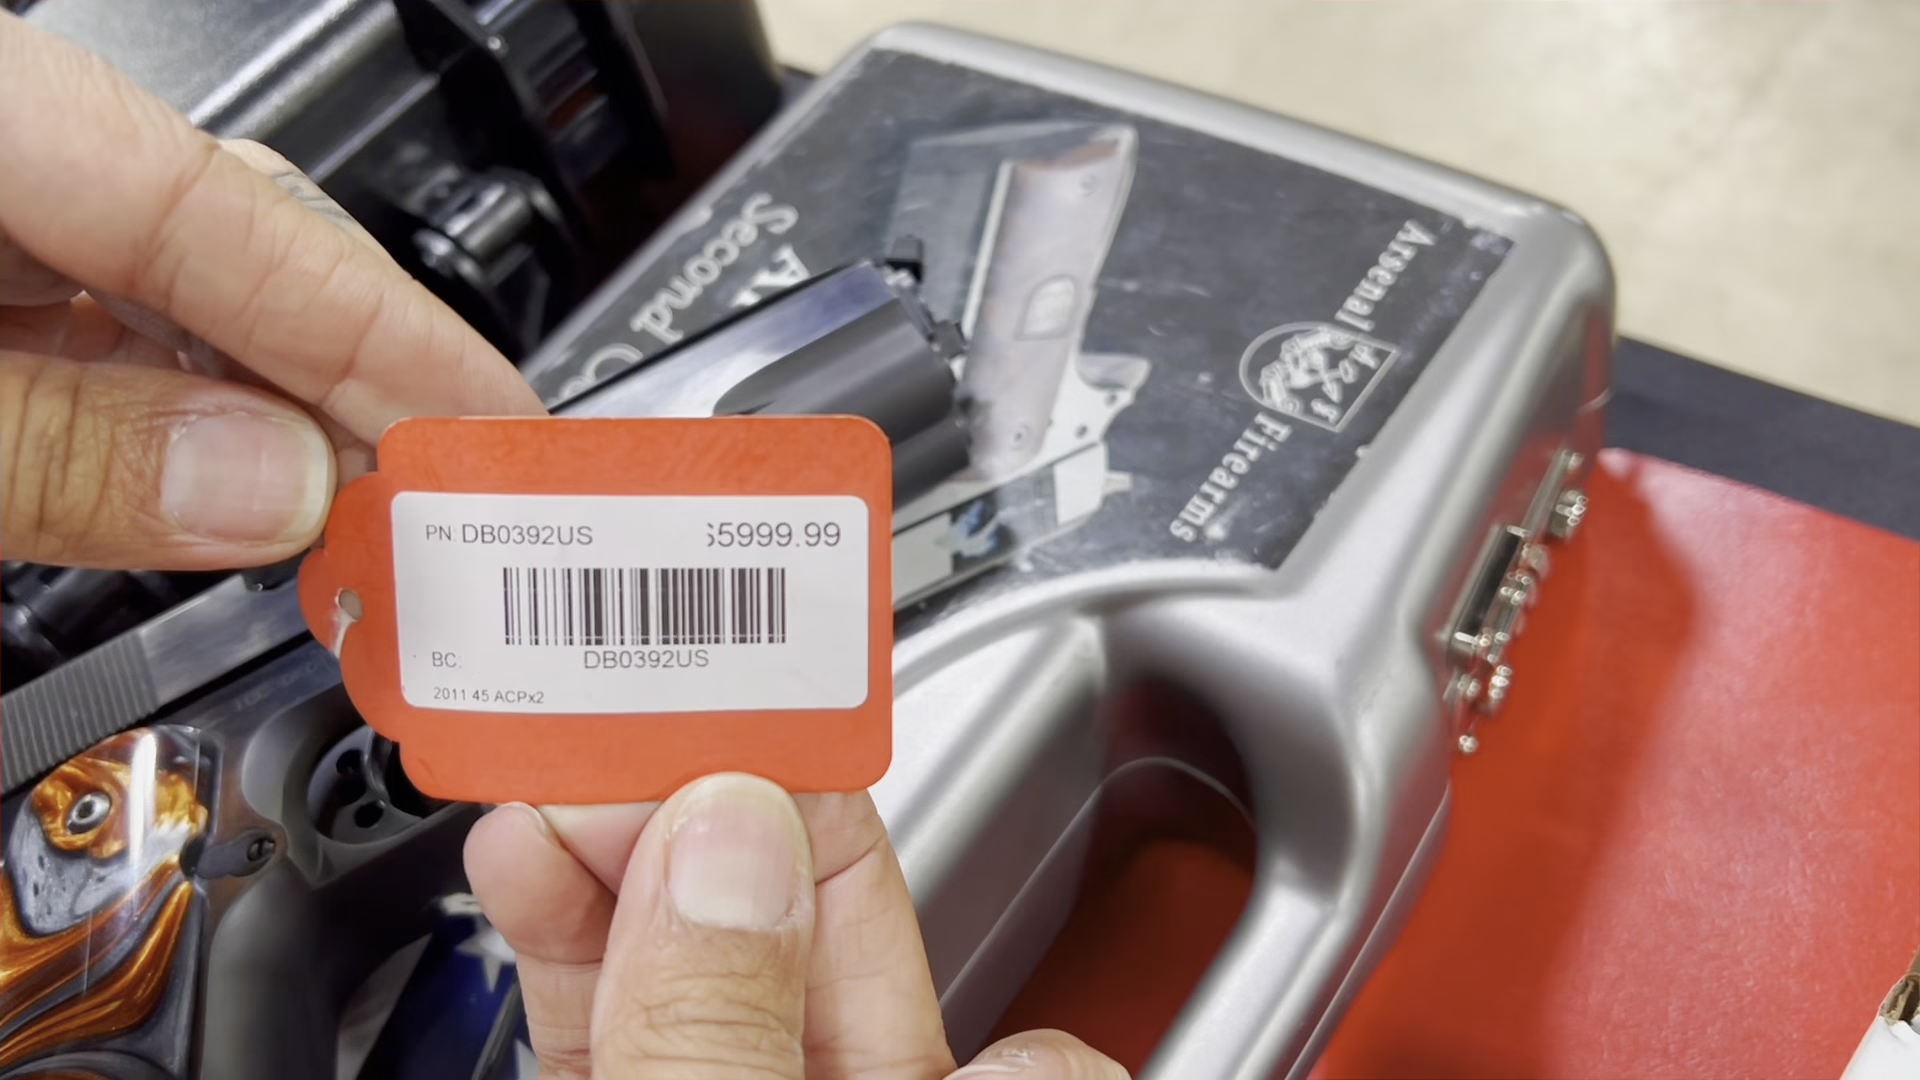 PN: DB0392US
$5999.99
BC:
DB0392US
2011 45 ACPx2
Second
Arsenal
Firearms